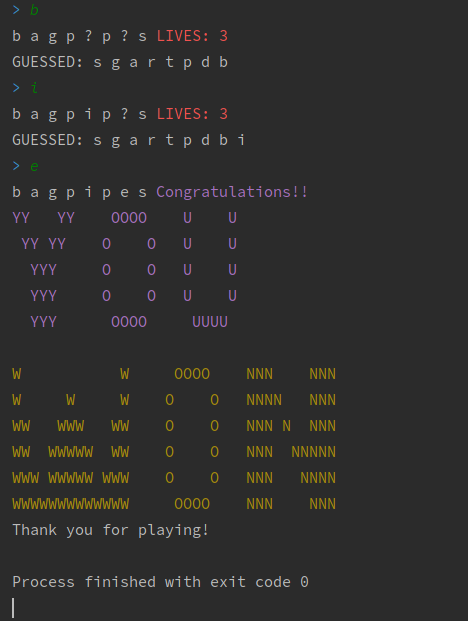 > b
b a g p ? p ? s LIVES: 3
GUESSED: s g a r t p d b
> i
b a g p i p ? s LIVES: 3
GUESSED: s g a r t p d b i
> e
b a g p i p e s Congratulations!!
YY   YY    OOOO    U    U
 YY YY    O    O   U    U
  YYY     O    O   U    U
  YYY     O    O   U    U
  YYY      OOOO     UUUU

W           W     OOOO    NNN    NNN
W     W     W    O    O   NNNN   NNN
WW   WWW   WW    O    O   NNN N  NNN
WW  WWWWW  WW    O    O   NNN  NNNNN
WWW WWWWW WWW    O    O   NNN   NNNN
WWWWWWWWWWWWW     OOOO    NNN    NNN
Thank you for playing!

Process finished with exit code 0